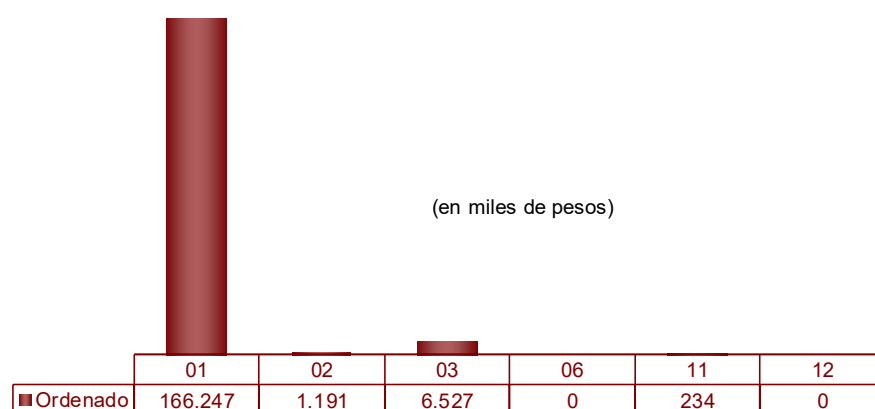 (en miles de pesos)
01 02 03 06 11 12
Ordenado 166.247 1.191 6.527 0 234 0